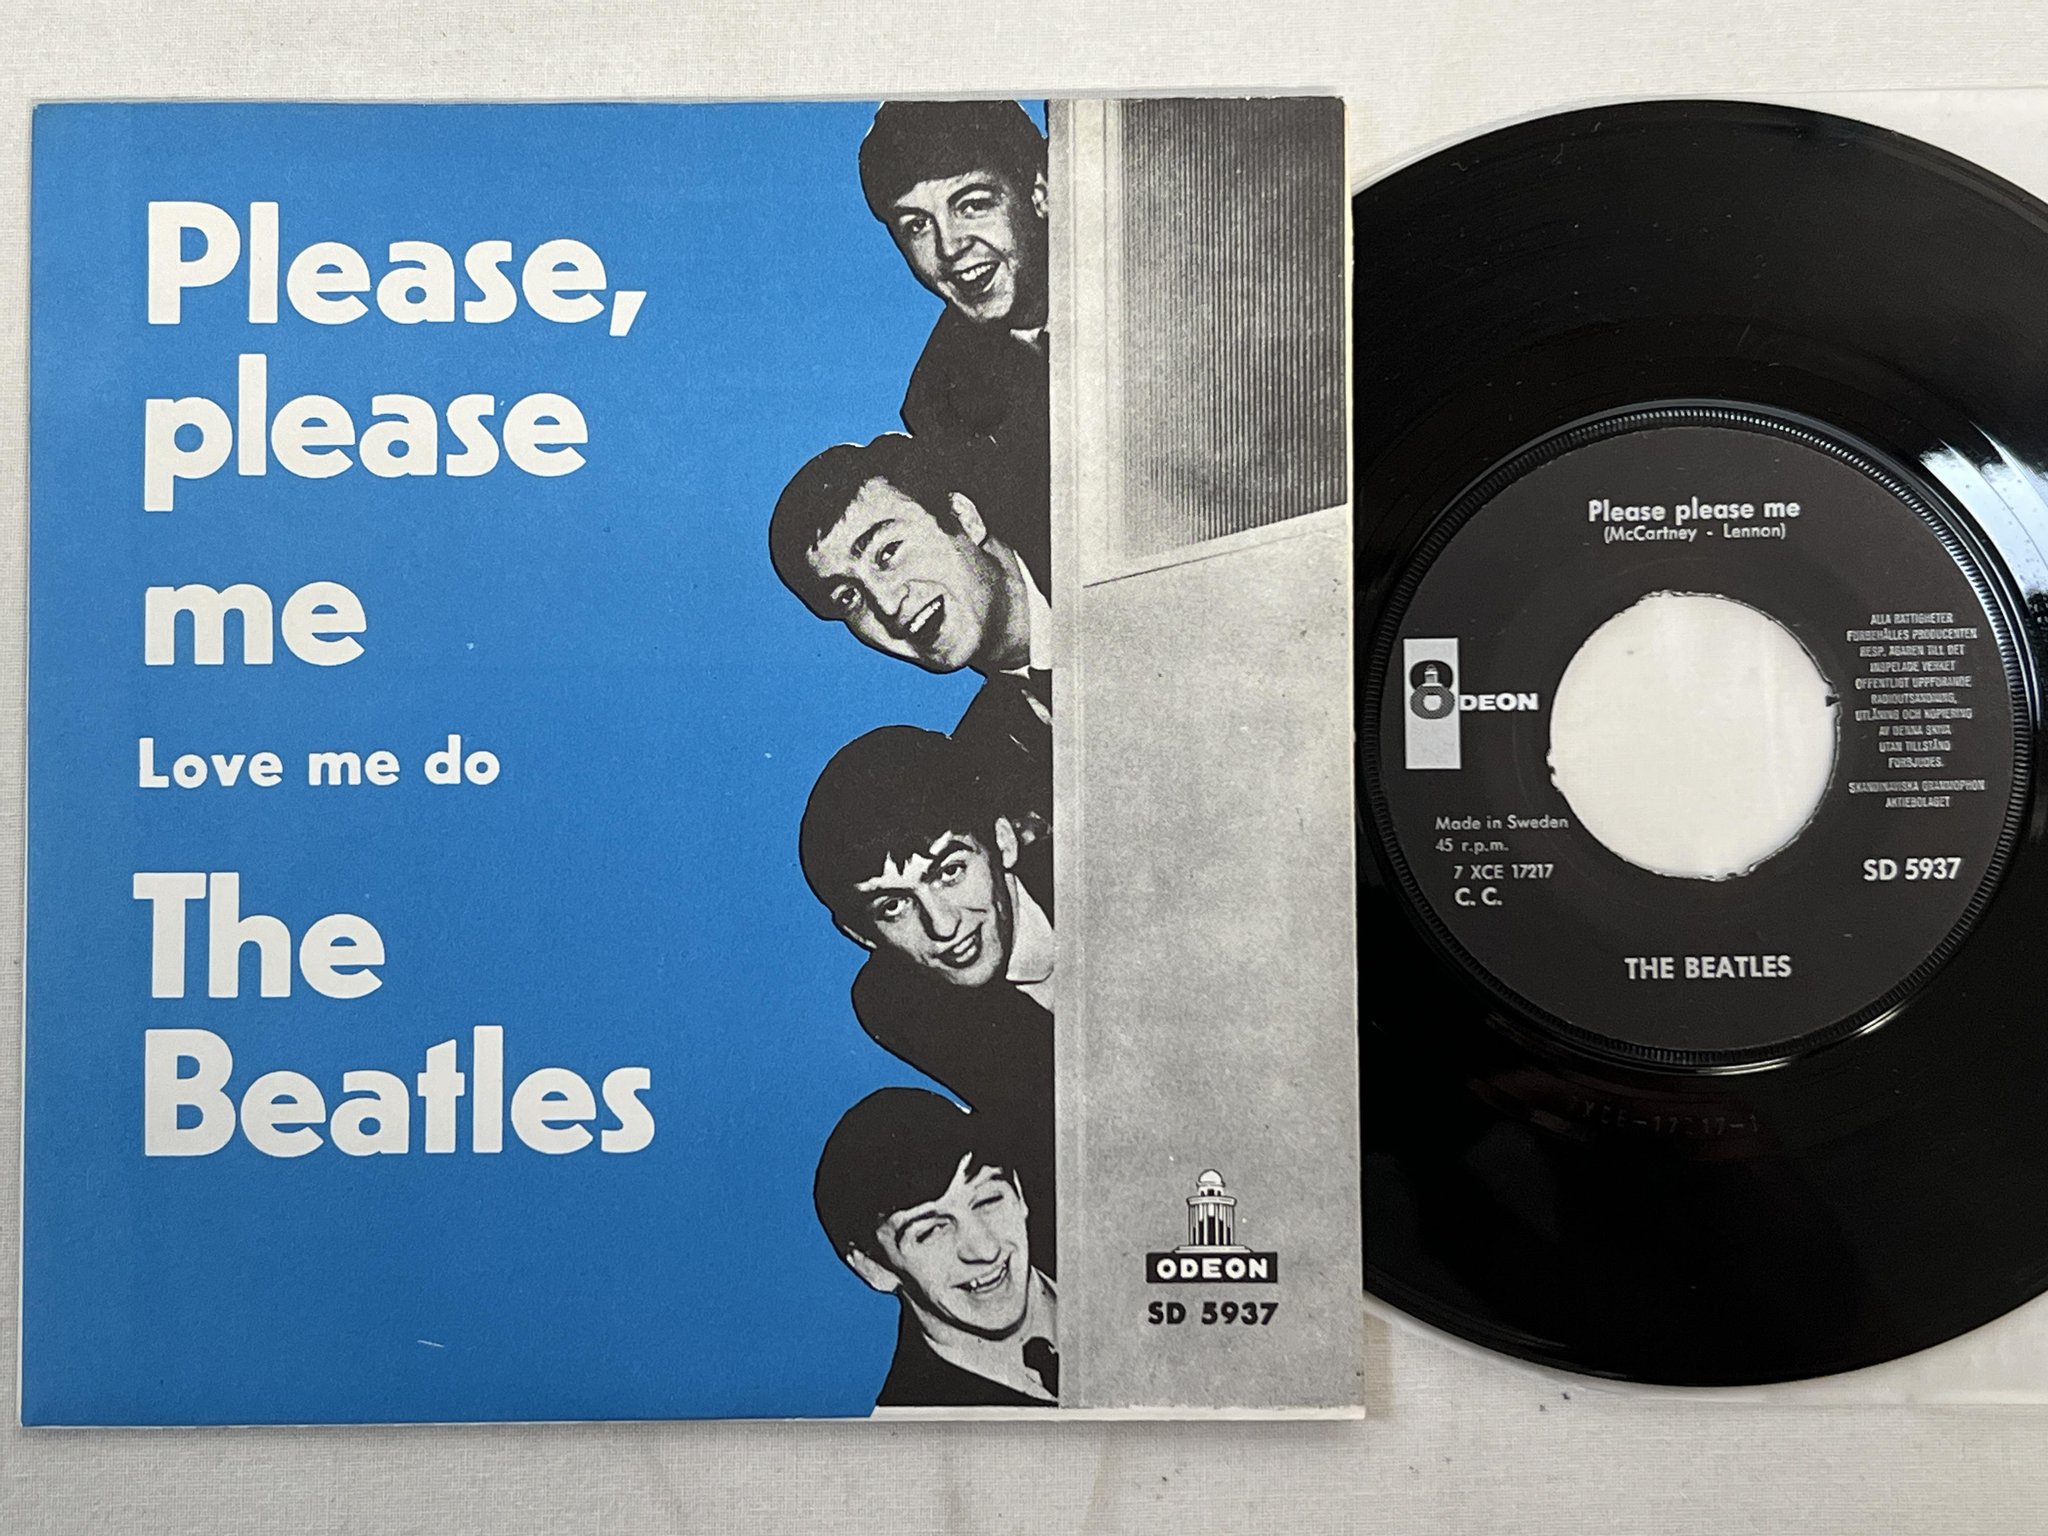 Please,
please
me
Love me do
The
Beatles
ODEON
SD 5937
Please please me
(McCartney - Lennon)
ODEON
ALLA RÄTTIGHETER
FÖRBEHÅLLES PRODUCENTEN
RESP. ÄGAREN TILL DET
INSPELADE VERKET
OFFENTLIGT UPPFÖRANDE
RADIOUTSÄNDNING,
UTLÅNING OCH KOPIERING
AV DENNA SKIVA
UTAN TILLSTÅND
FÖRBJUDES.
SKANDINAVISKA GRAMMOPHON
AKTIEBOLAGET
Made in Sweden
45 r.p.m.
7 XCE 17217
C. C.
SD 5937
THE BEATLES